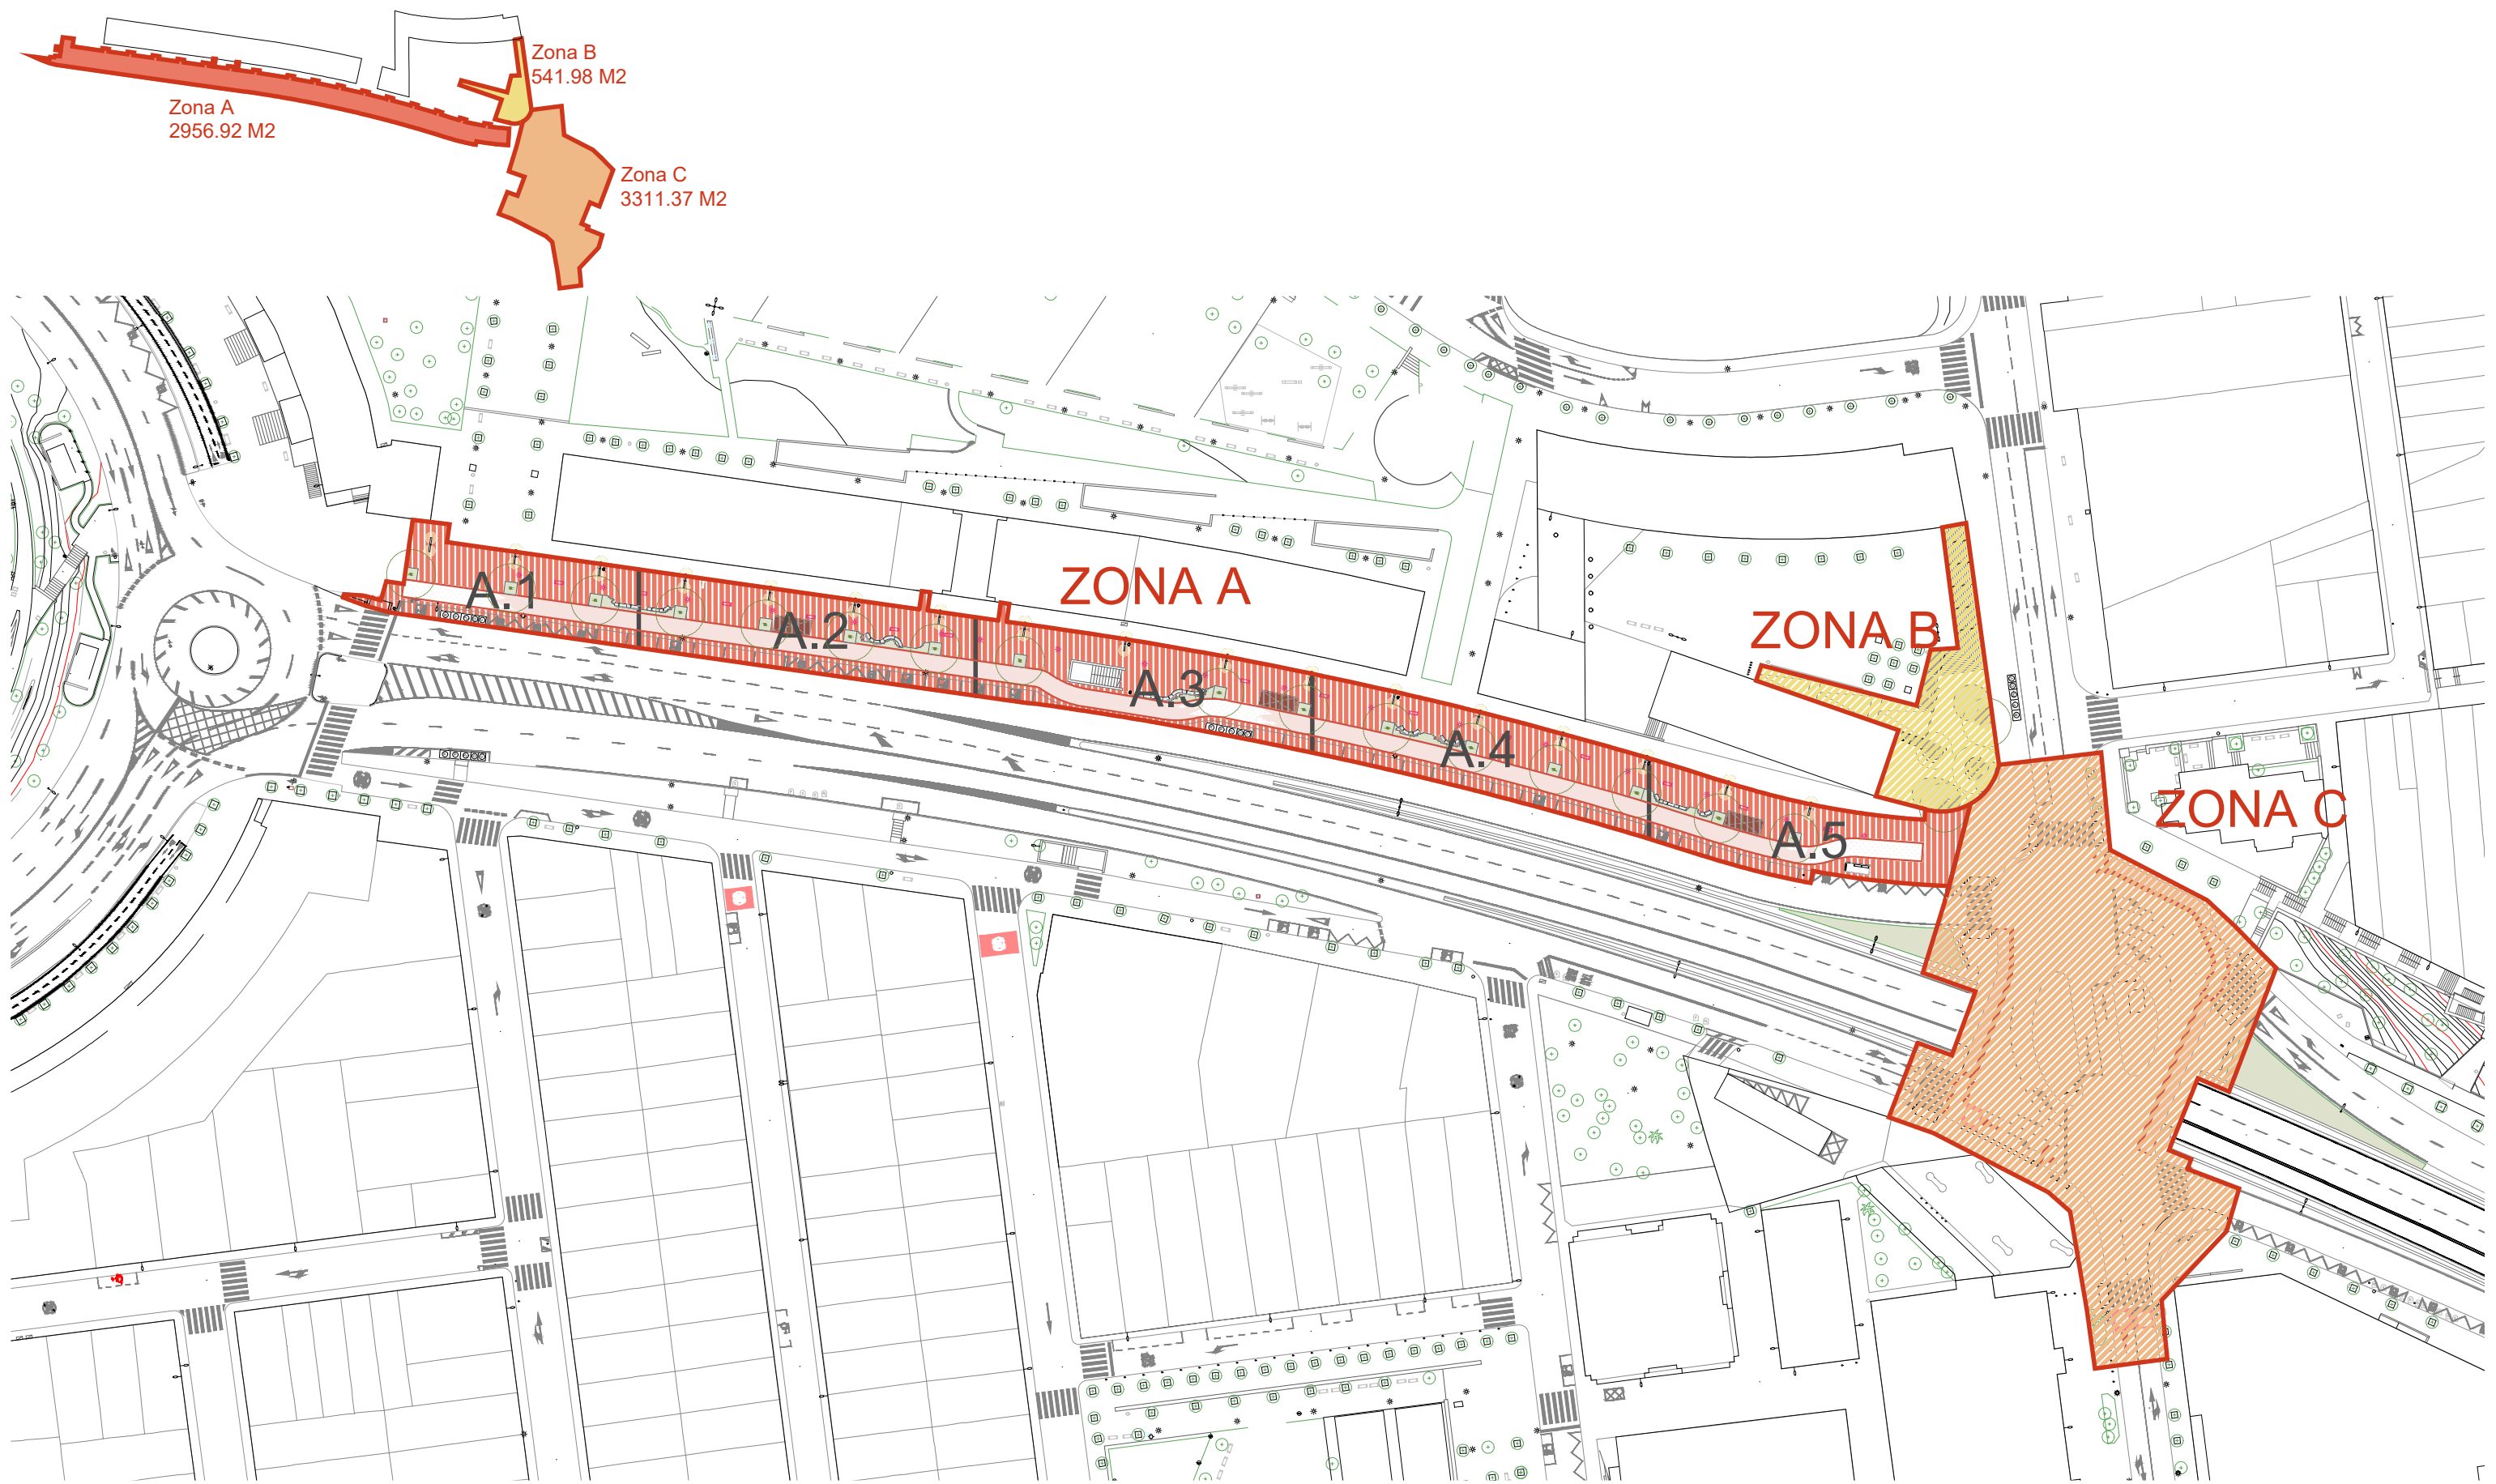 Zona B
541.98 M2
Zona A
2956.92 M2
Zona C
3311.37 M2
ZONA A
A.1
A.2
A.3
A.4
A.5
ZONA B
ZONA C